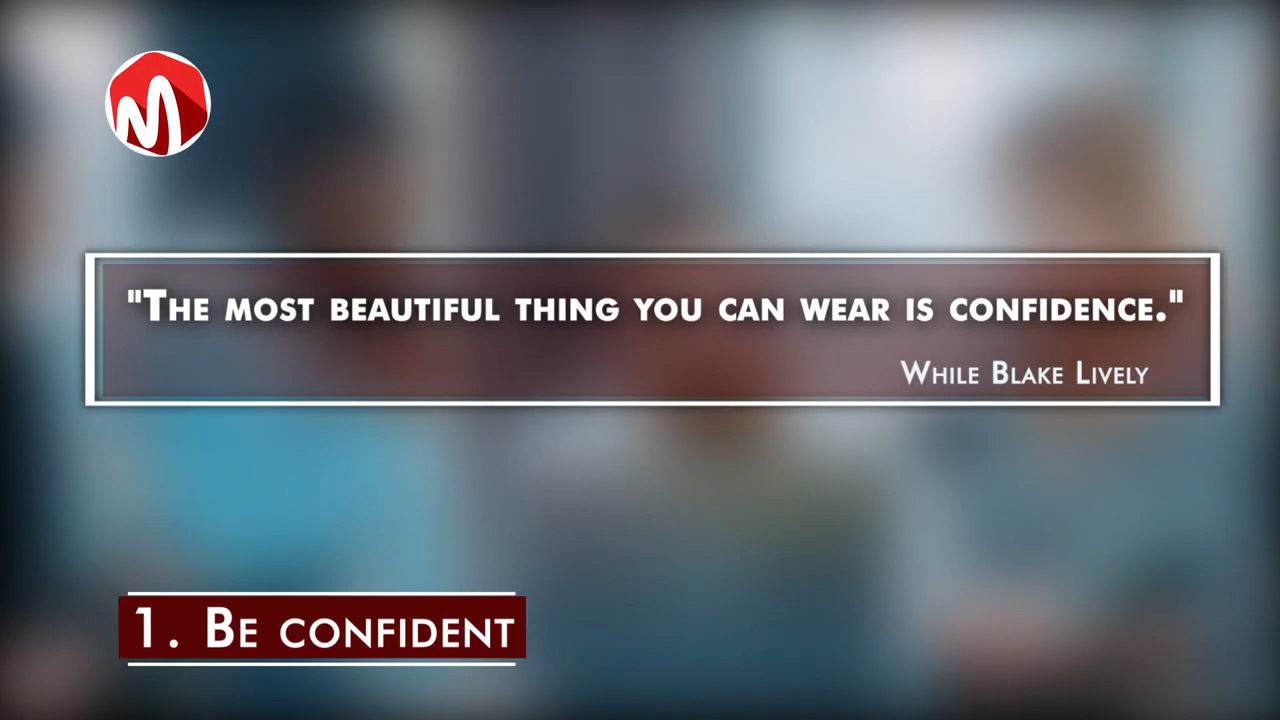 "The most beautiful thing you can wear is confidence."
While Blake Lively
1. Be confident